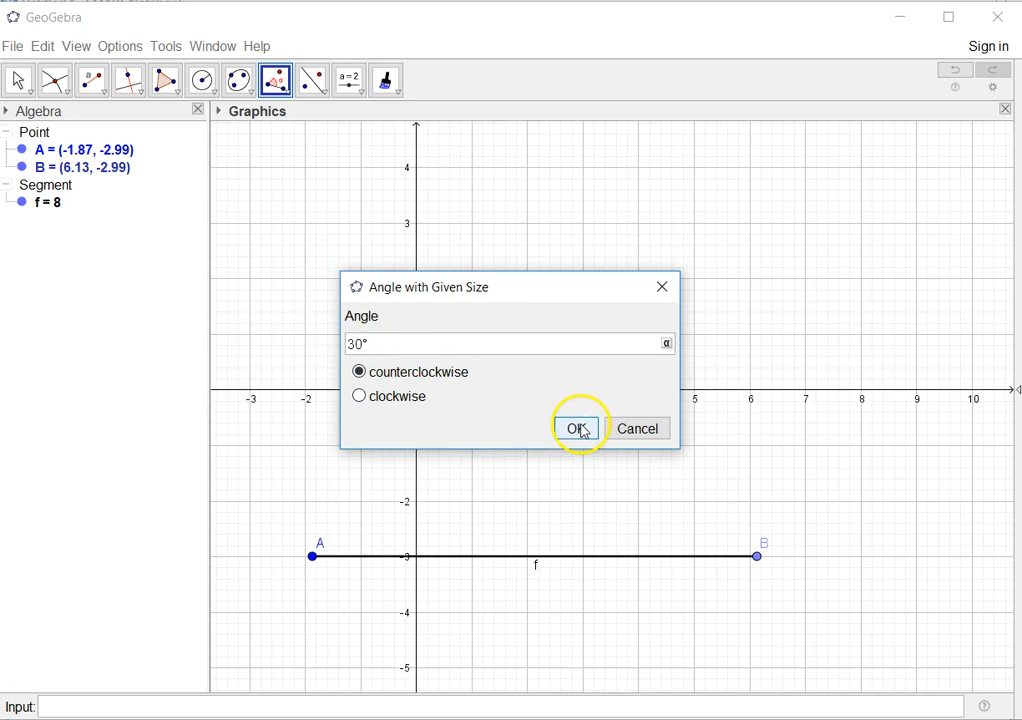 GeoGebra
File Edit View Options Tools Window Help
Sign in
a=2
Algebra
Graphics
Point
A = (-1.87, -2.99)
B = (6.13, -2.99)
Segment
f = 8
4
3
Angle with Given Size
Angle
30°
α
counterclockwise
clockwise
OK
Cancel
-3 -2 5 6 7 8 9 10
-2
A
B
-3
f
-4
-5
Input: